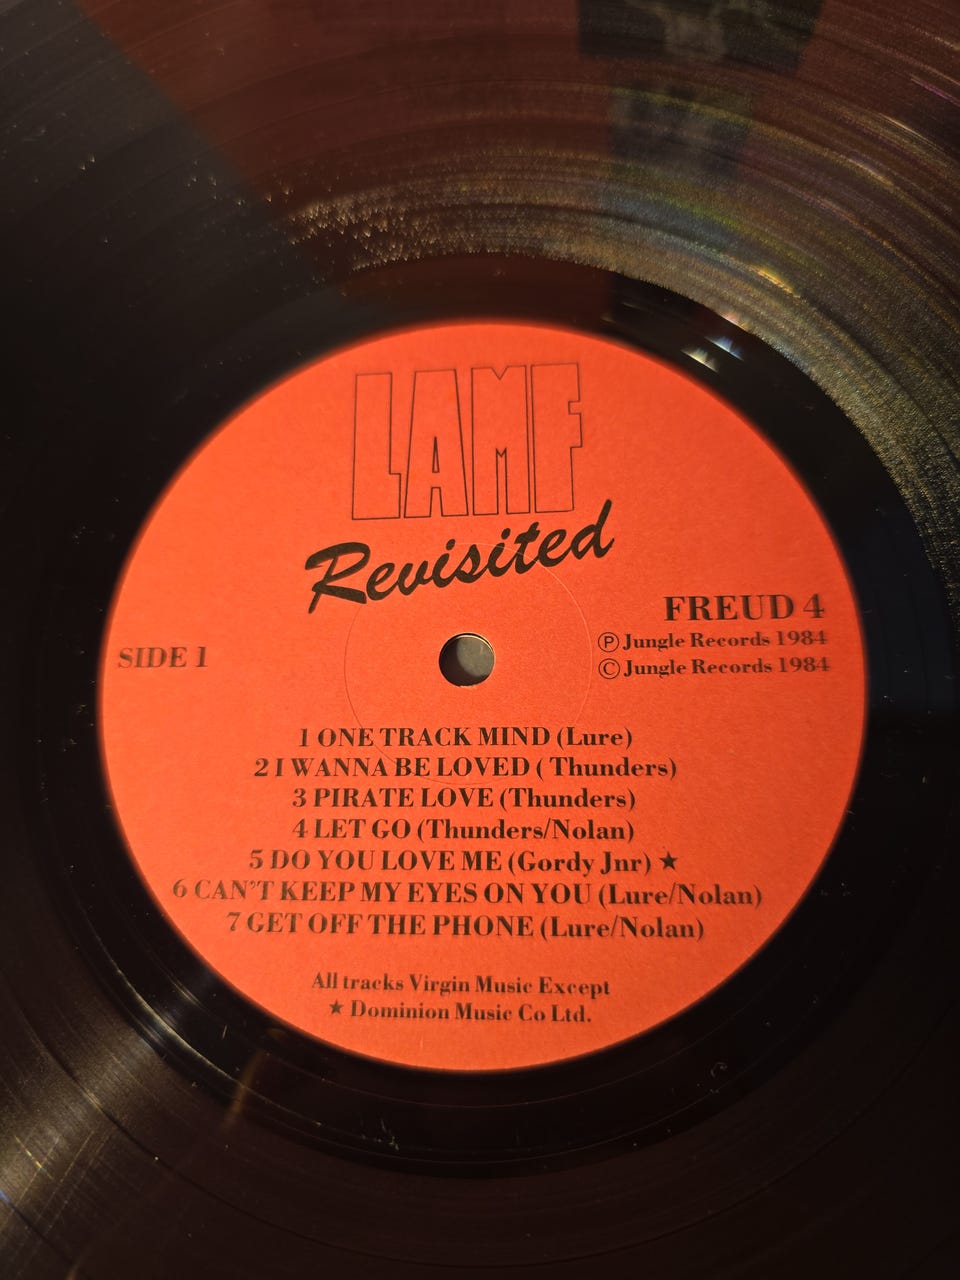 LAMF
Revisited
FREUD 4
Ⓟ Jungle Records 1984
SIDE 1
© Jungle Records 1984
1 ONE TRACK MIND (Lure)
2 I WANNA BE LOVED ( Thunders)
3 PIRATE LOVE (Thunders)
4 LET GO (Thunders/Nolan)
5 DO YOU LOVE ME (Gordy Jnr) ★
6 CAN'T KEEP MY EYES ON YOU (Lure/Nolan)
7 GET OFF THE PHONE (Lure/Nolan)
All tracks Virgin Music Except
★ Dominion Music Co Ltd.